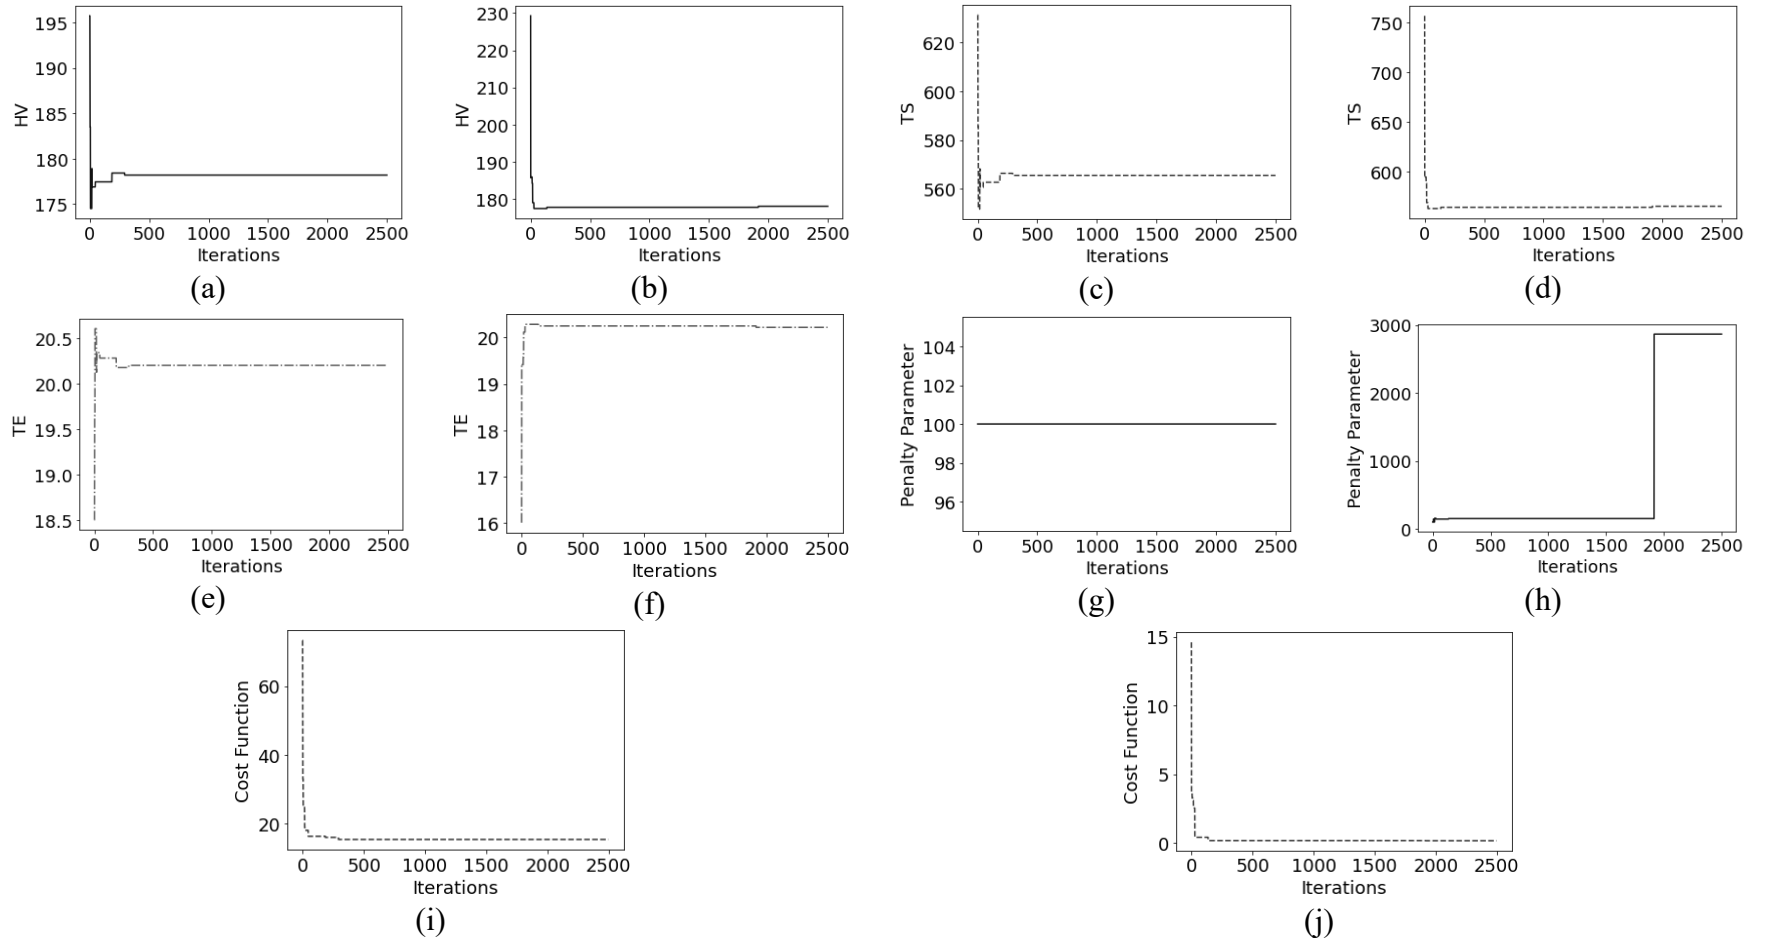 HV
195
190
185
180
175
0 500 1000 1500 2000 2500
Iterations
(a)
HV
230
220
210
200
190
180
0 500 1000 1500 2000 2500
Iterations
(b)
TS
620
600
580
560
0 500 1000 1500 2000 2500
Iterations
(c)
TS
750
700
650
600
0 500 1000 1500 2000 2500
Iterations
(d)
TE
20.5
20.0
19.5
19.0
18.5
0 500 1000 1500 2000 2500
Iterations
(e)
TE
20
19
18
17
16
0 500 1000 1500 2000 2500
Iterations
(f)
Penalty Parameter
104
102
100
98
96
0 500 1000 1500 2000 2500
Iterations
(g)
Penalty Parameter
3000
2000
1000
0
0 500 1000 1500 2000 2500
Iterations
(h)
Cost Function
60
40
20
0 500 1000 1500 2000 2500
Iterations
(i)
Cost Function
15
10
5
0
0 500 1000 1500 2000 2500
Iterations
(j)